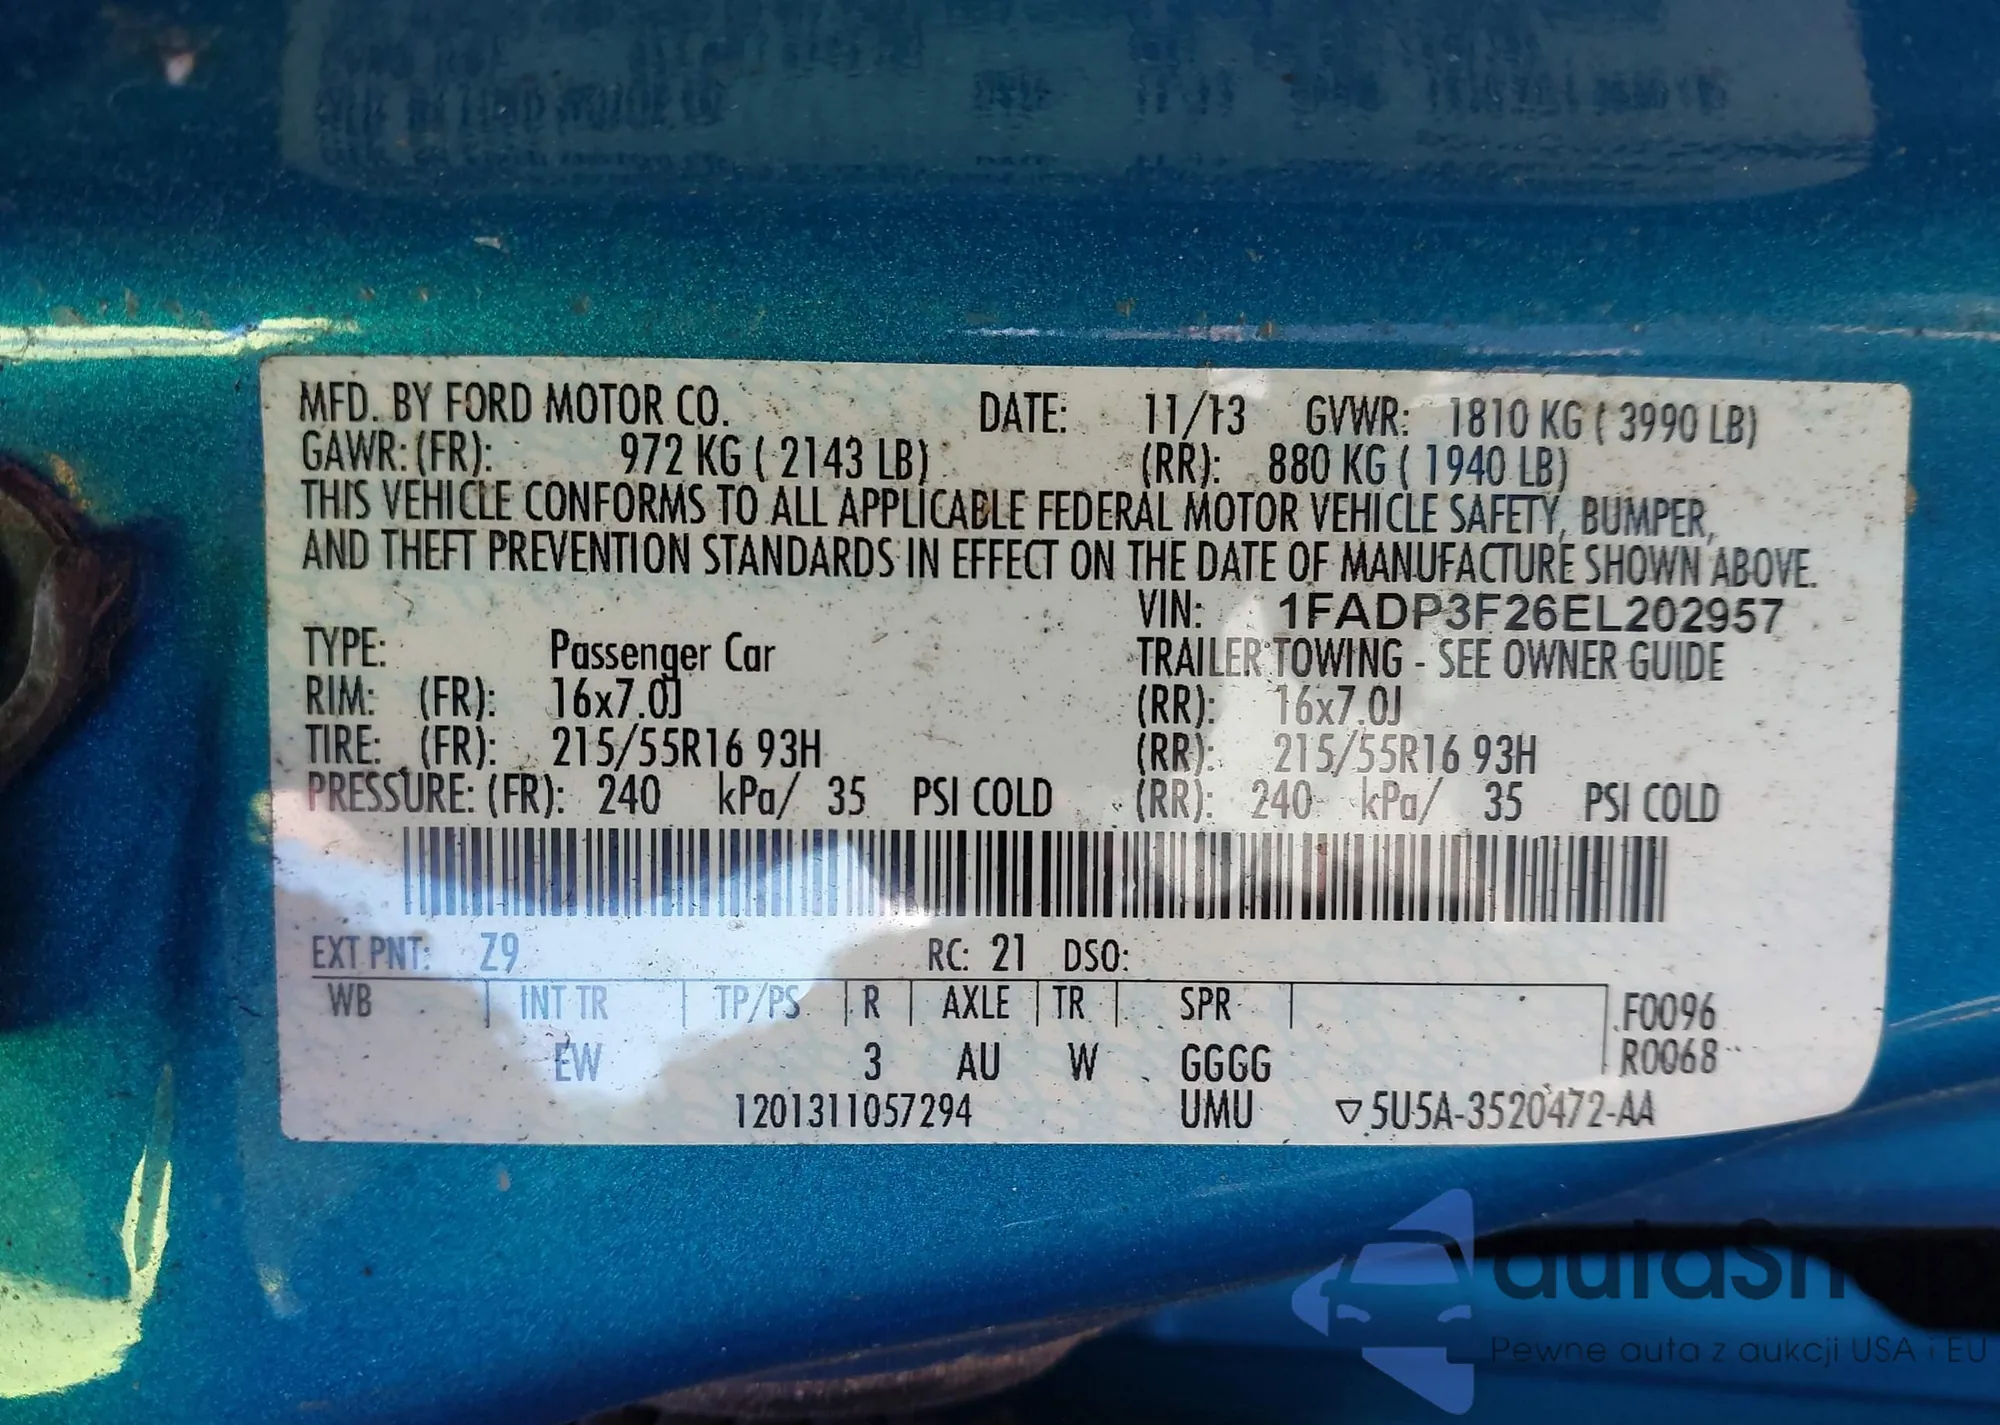 MFD. BY FORD MOTOR CO. DATE: 11/13 GVWR: 1810 KG ( 3990 LB)
GAWR: (FR): 972 KG ( 2143 LB) (RR): 880 KG ( 1940 LB)
THIS VEHICLE CONFORMS TO ALL APPLICABLE FEDERAL MOTOR VEHICLE SAFETY, BUMPER,
AND THEFT PREVENTION STANDARDS IN EFFECT ON THE DATE OF MANUFACTURE SHOWN ABOVE.
VIN: 1FADP3F26EL202957
TYPE: Passenger Car TRAILER TOWING - SEE OWNER GUIDE
RIM: (FR): 16x7.0J (RR): 16x7.0J
TIRE: (FR): 215/55R16 93H (RR): 215/55R16 93H
PRESSURE: (FR): 240 kPa/ 35 PSI COLD (RR): 240 kPa/ 35 PSI COLD
EXT PNT: Z9 RC: 21 DSO:
WB INT TR TP/PS R AXLE TR SPR F0096
EW 3 AU W GGGG R0068
1201311057294 UMU ▽5U5A-3520472-AA
Pewne auta z aukcji USA i EU